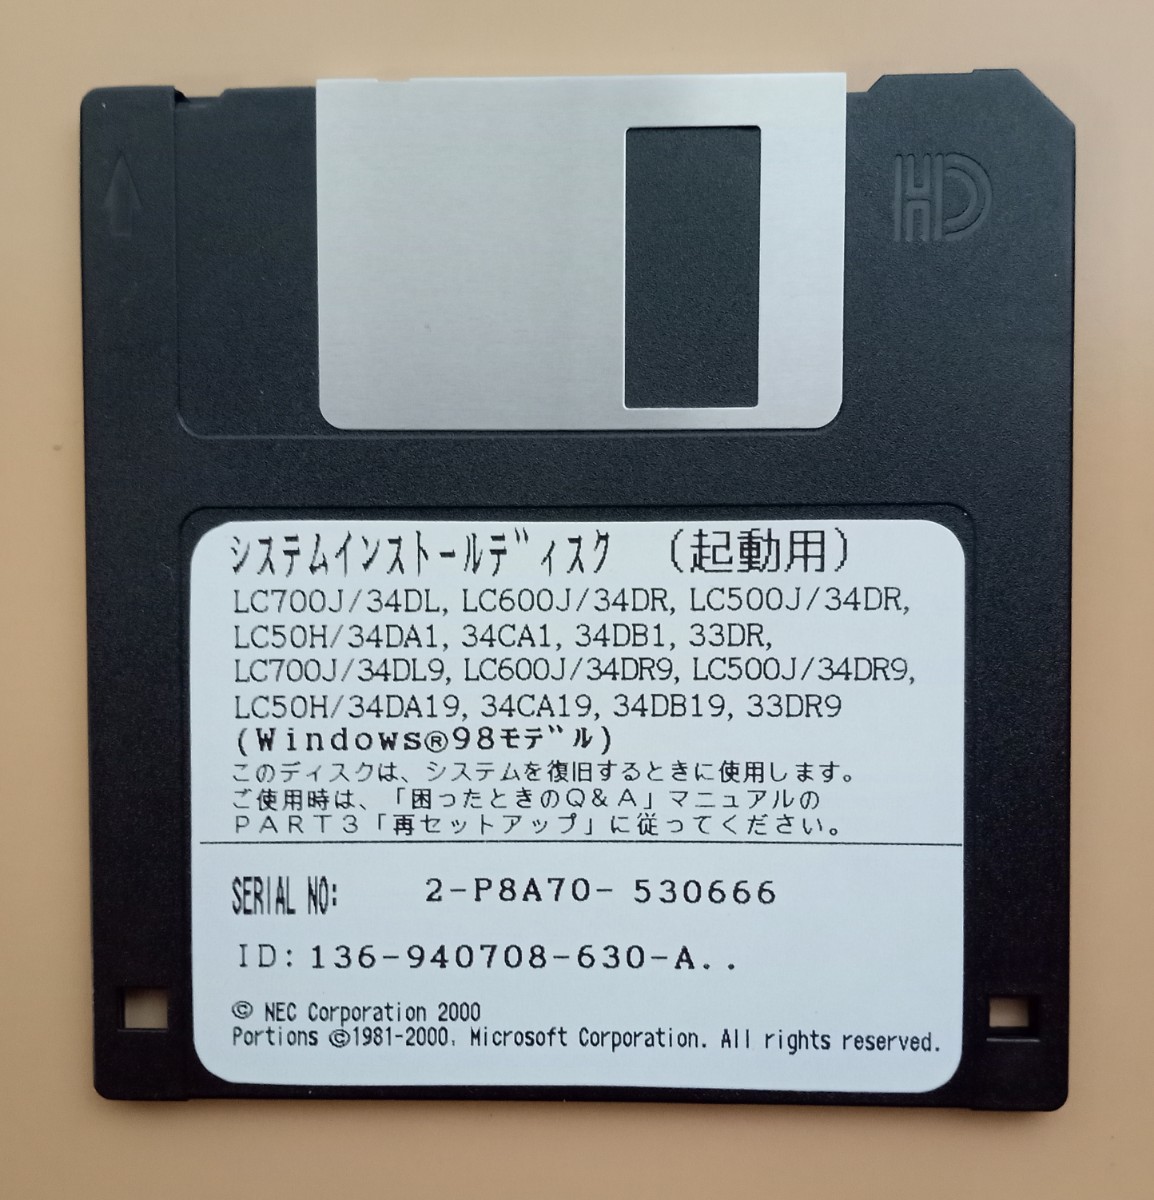 HD
システムインストールディスク （起動用）
LC700J/34DL, LC600J/34DR, LC500J/34DR,
LC50H/34DA1, 34CA1, 34DB1, 33DR,
LC700J/34DL9, LC600J/34DR9, LC500J/34DR9,
LC50H/34DA19, 34CA19, 34DB19, 33DR9
(Windows®98モデル)
このディスクは、システムを復旧するときに使用します。
ご使用時は、「困ったときのQ&A」マニュアルの
PART3「再セットアップ」に従ってください。
SERIAL NO: 2-P8A70- 530666
ID: 136-940708-630-A..
© NEC Corporation 2000
Portions ©1981-2000, Microsoft Corporation. All rights reserved.